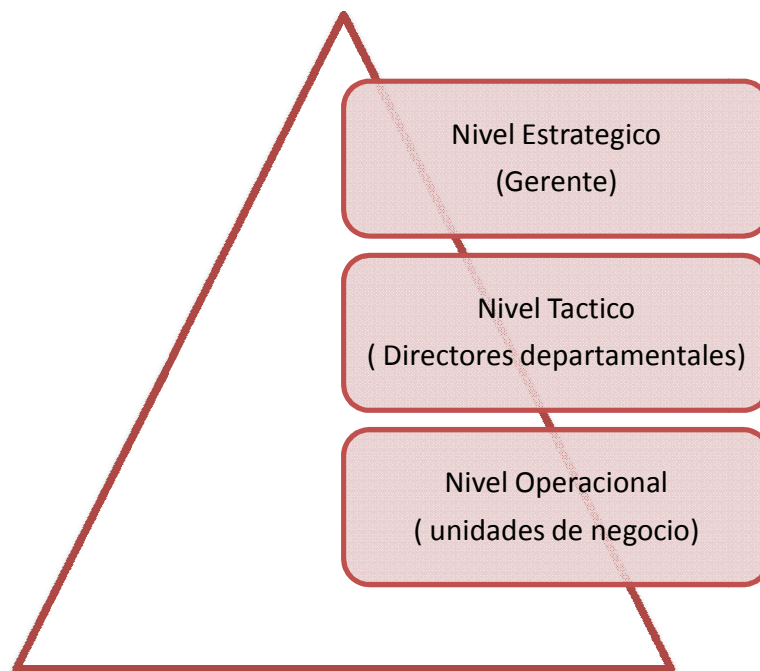 Nivel Estrategico
(Gerente)
Nivel Tactico
( Directores departamentales)
Nivel Operacional
( unidades de negocio)